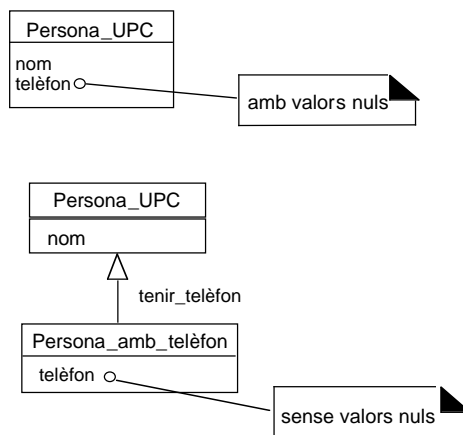 Persona_UPC
nom
telèfon
amb valors nuls
Persona_UPC
nom
tenir_telèfon
Persona_amb_telèfon
telèfon
sense valors nuls